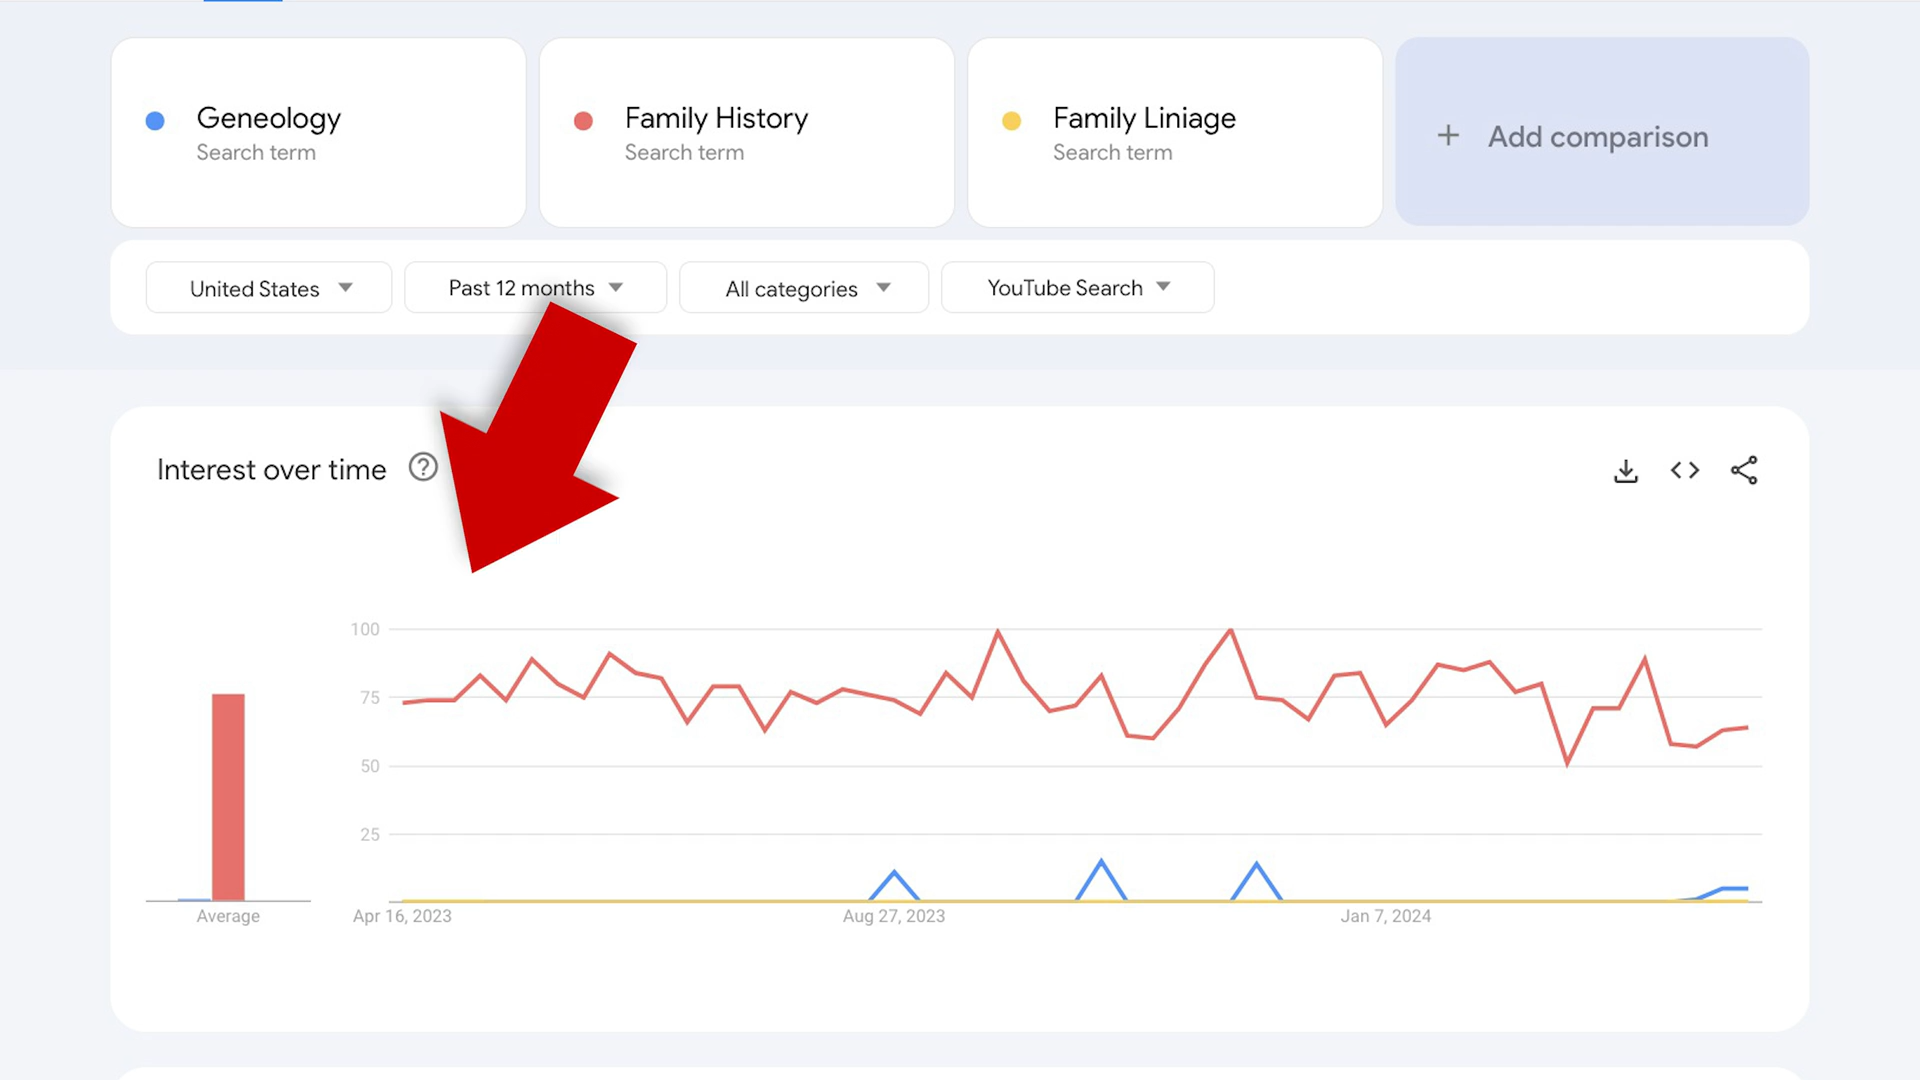 Geneology
Search term
Family History
Search term
Family Liniage
Search term
+ Add comparison
United States
Past 12 months
All categories
YouTube Search
Interest over time ?
100
75
50
25
Average
Apr 16, 2023
Aug 27, 2023
Jan 7, 2024